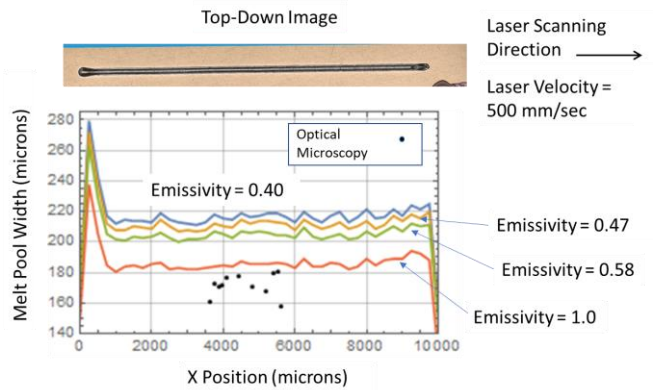 Top-Down Image
Laser Scanning
Direction
Laser Velocity =
500 mm/sec
Melt Pool Width (microns)
280
260
240
220
200
180
160
140
Optical
Microscopy
Emissivity = 0.40
Emissivity = 0.47
Emissivity = 0.58
Emissivity = 1.0
0
2000
4000
6000
8000
10000
X Position (microns)